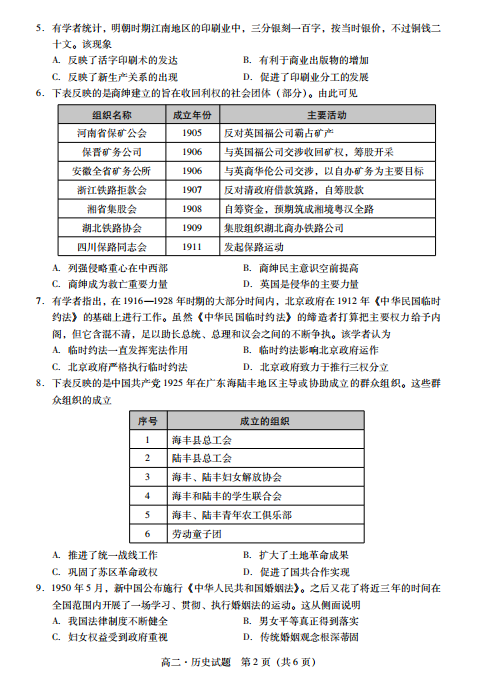 5. 有学者统计，明朝时期江南地区的印刷业中，三分银刻一百字，按当时银价，不过铜钱二
十文。该现象
A. 反映了活字印刷术的发达 B. 有利于商业出版物的增加
C. 反映了新生产关系的出现 D. 促进了印刷业分工的发展
6. 下表反映的是商绅建立的旨在收回利权的社会团体（部分）。由此可见
组织名称 成立年份 主要活动
河南省保矿公会 1905 反对英国福公司霸占矿产
保晋矿务公司 1906 与英国福公司交涉收回矿权，筹股开采
安徽全省矿务公所 1906 与英商华伦公司交涉，以自办矿务为主要目标
浙江铁路拒款会 1907 反对清政府借款筑路，自筹股款
湘省集股会 1908 自筹资金，预期筑成湘境粤汉全路
湖北铁路协会 1909 集股组织湖北商办铁路公司
四川保路同志会 1911 发起保路运动
A. 列强侵略重心在中西部 B. 商绅民主意识空前提高
C. 商绅成为救亡重要力量 D. 英国是侵华的主要力量
7. 有学者指出，在 1916—1928 年时期的大部分时间内，北京政府在 1912 年《中华民国临时
约法》的基础上进行工作。虽然《中华民国临时约法》的缔造者打算把主要权力给予内
阁，但它含混不清，足以助长总统、总理和议会之间的不断争执。该学者认为
A. 临时约法一直发挥宪法作用 B. 临时约法影响北京政府运作
C. 北京政府严格执行临时约法 D. 北京政府致力于推行三权分立
8. 下表反映的是中国共产党 1925 年在广东海陆丰地区主导或协助成立的群众组织。这些群
众组织的成立
序号 成立的组织
1 海丰县总工会
2 陆丰县总工会
3 海丰、陆丰妇女解放协会
4 海丰和陆丰的学生联合会
5 海丰、陆丰青年农工俱乐部
6 劳动童子团
A. 推进了统一战线工作 B. 扩大了土地革命成果
C. 巩固了苏区革命政权 D. 促进了国共合作实现
9. 1950 年 5 月，新中国公布施行《中华人民共和国婚姻法》。之后又花了将近三年的时间在
全国范围内开展了一场学习、贯彻、执行婚姻法的运动。这从侧面说明
A. 我国法律制度不断健全 B. 男女平等真正得到落实
C. 妇女权益受到政府重视 D. 传统婚姻观念根深蒂固
高二·历史试题 第 2 页（共 6 页）